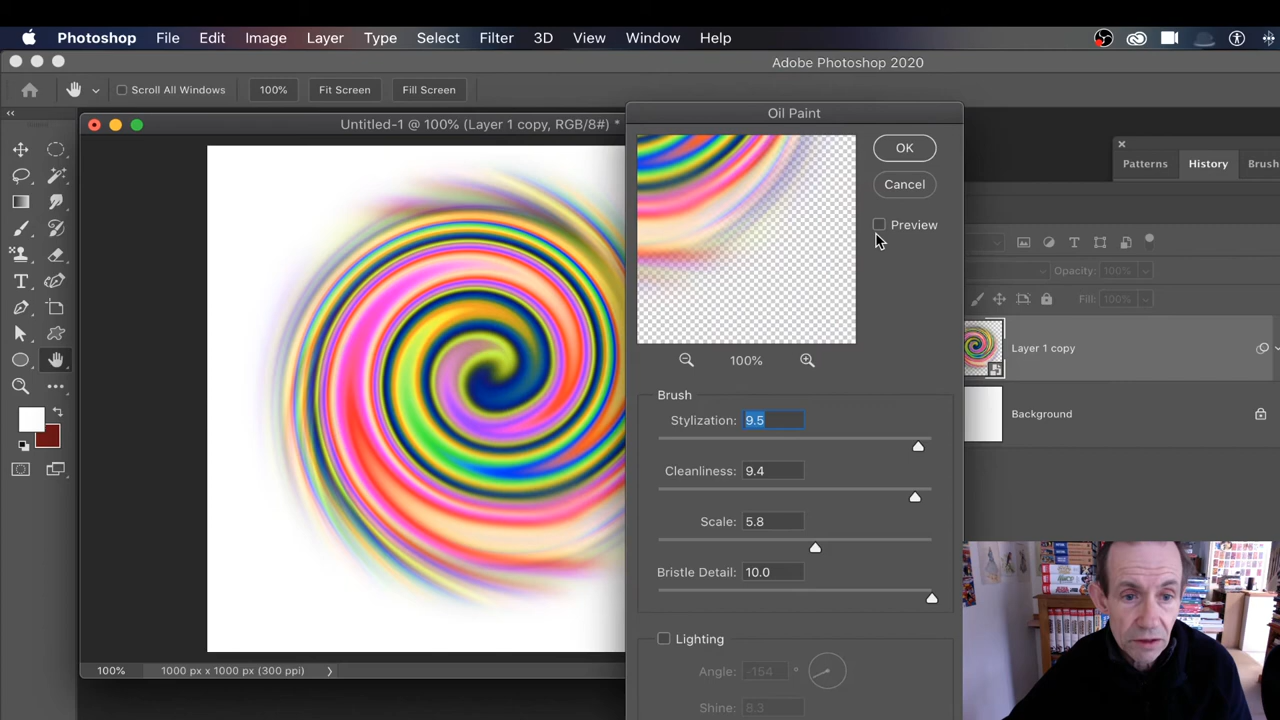 Photoshop File Edit Image Layer Type Select Filter 3D View Window Help
Adobe Photoshop 2020
Scroll All Windows 100% Fit Screen Fill Screen
Untitled-1 @ 100% (Layer 1 copy, RGB/8#) *
Oil Paint
OK
Cancel
Preview
100%
Brush
Stylization: 9.5
Cleanliness: 9.4
Scale: 5.8
Bristle Detail: 10.0
Lighting
Angle: -154 °
Shine: 8.3
Patterns History Brush
Opacity: 100%
Fill: 100%
Layer 1 copy
Background
100% 1000 px x 1000 px (300 ppi)